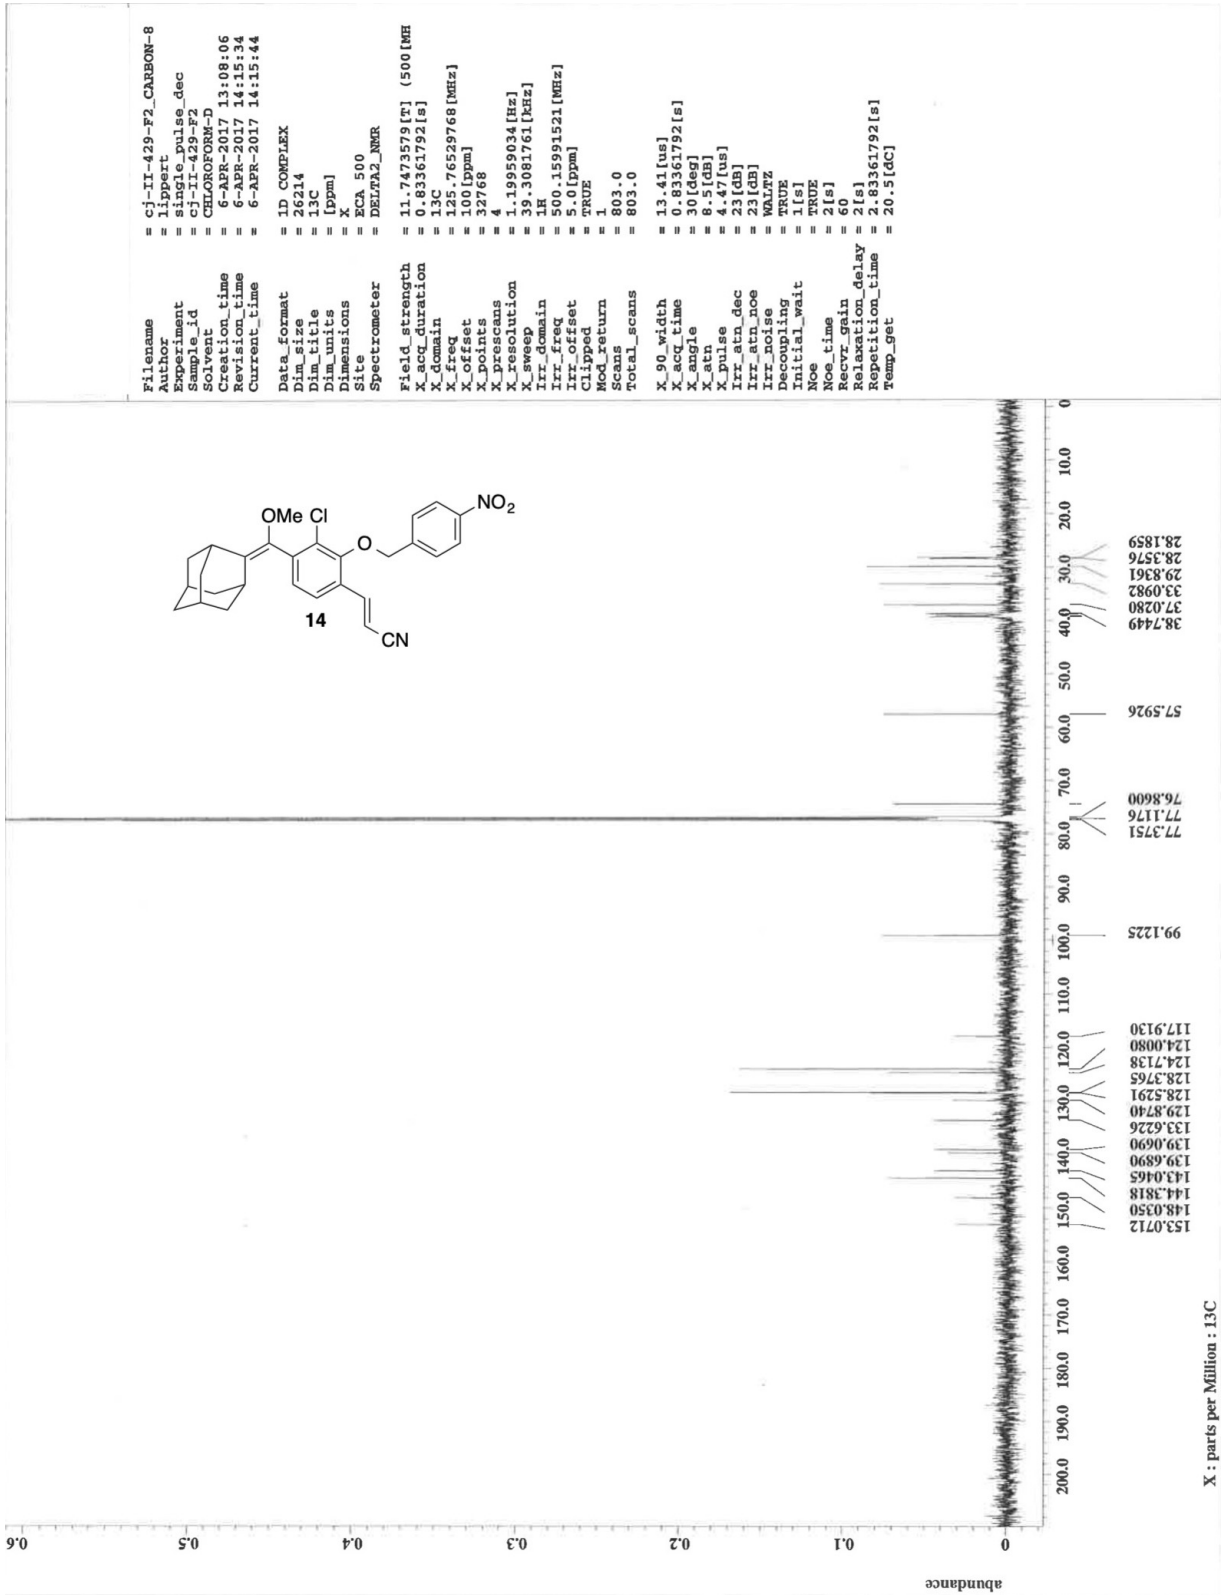 Filename = cj-II-429-F2_CARBON-8
Author = lippert
Experiment = single_pulse_dec
Sample_id = cj-II-429-F2
Solvent = CHLOROFORM-D
Creation_time = 6-APR-2017 13:08:06
Revision_time = 6-APR-2017 14:15:34
Current_time = 6-APR-2017 14:15:44
Data_format = 1D COMPLEX
Dim_size = 26214
Dim_title = 13C
Dim_units = [ppm]
Dimensions = X
Site = ECA 500
Spectrometer = DELTA2_NMR
Field_strength = 11.7473579[T] (500[MH
X_acq_duration = 0.83361792[s]
X_domain = 13C
X_freq = 125.76529768[MHz]
X_offset = 100[ppm]
X_points = 32768
X_prescans = 4
X_resolution = 1.19959034[Hz]
X_sweep = 39.3081761[kHz]
Irr_domain = 1H
Irr_freq = 500.15991521[MHz]
Irr_offset = 5.0[ppm]
Clipped = TRUE
Mod_return = 1
Scans = 803.0
Total_scans = 803.0
X_90_width = 13.41[us]
X_acq_time = 0.83361792[s]
X_angle = 30[deg]
X_atn = 8.5[dB]
X_pulse = 4.47[us]
Irr_atn_dec = 23[dB]
Irr_atn_noe = 23[dB]
Irr_noise = WALTZ
Decoupling = TRUE
Initial_wait = 1[s]
Noe = TRUE
Noe_time = 2[s]
Recvr_gain = 60
Relaxation_delay = 2[s]
Repetition_time = 2.83361792[s]
Temp_get = 20.5[dC]
OMe Cl
O
NO2
14
CN
abundance
0 0.1 0.2 0.3 0.4 0.5 0.6
200.0 190.0 180.0 170.0 160.0 150.0 140.0 130.0 120.0 110.0 100.0 90.0 80.0 70.0 60.0 50.0 40.0 30.0 20.0 10.0 0
153.0712
148.0350
144.3818
143.0465
139.6890
139.0690
133.6226
129.8740
128.5291
128.3765
124.7138
124.0080
117.9130
99.1225
77.3751
77.1176
76.8600
57.5926
38.7449
37.0280
33.0982
29.8361
28.3576
28.1859
X : parts per Million : 13C